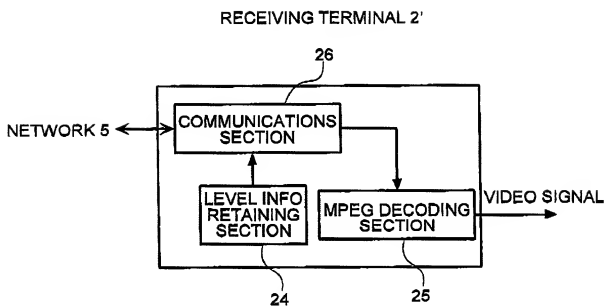 RECEIVING TERMINAL 2'
26
COMMUNICATIONS
SECTION
NETWORK 5
LEVEL INFO
RETAINING
SECTION
MPEG DECODING
SECTION
VIDEO SIGNAL
24
25